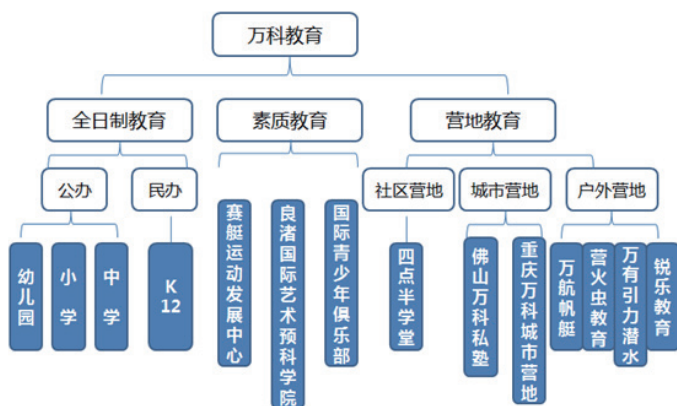 万科教育
全日制教育
素质教育
营地教育
公办
民办
社区营地
城市营地
户外营地
幼儿园
小学
中学
K12
赛艇运动发展中心
良渚国际艺术预科学院
国际青少年俱乐部
四点半学堂
佛山万科私塾
重庆万科城市营地
万航帆艇
营火虫教育
万有引力潜水
锐乐教育